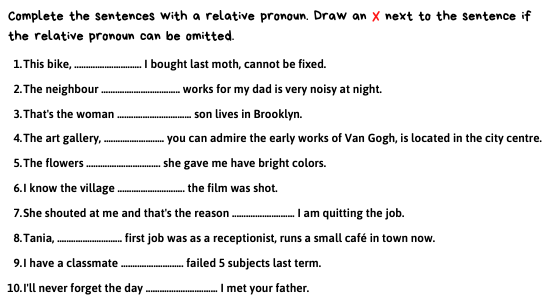 Complete the sentences with a relative pronoun. Draw an X next to the sentence if
the relative pronoun can be omitted.
1.This bike, ............................ I bought last moth, cannot be fixed.
2.The neighbour ................................. works for my dad is very noisy at night.
3.That's the woman .............................. son lives in Brooklyn.
4.The art gallery, ......................... you can admire the early works of Van Gogh, is located in the city centre.
5.The flowers ............................... she gave me have bright colors.
6.I know the village ............................ the film was shot.
7.She shouted at me and that's the reason .......................... I am quitting the job.
8.Tania, ........................... first job was as a receptionist, runs a small café in town now.
9.I have a classmate .......................... failed 5 subjects last term.
10.I'll never forget the day .............................. I met your father.